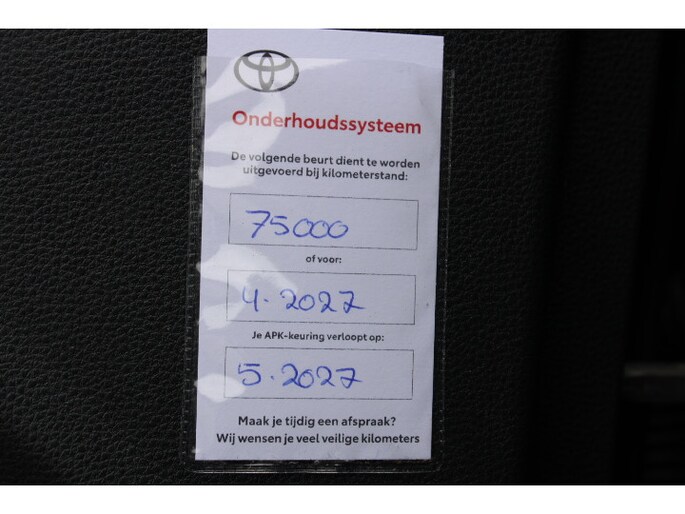 Onderhoudssysteem
De volgende beurt dient te worden
uitgevoerd bij kilometerstand:
75000
of voor:
4.2027
Je APK-keuring verloopt op:
5.2027
Maak je tijdig een afspraak?
Wij wensen je veel veilige kilometers